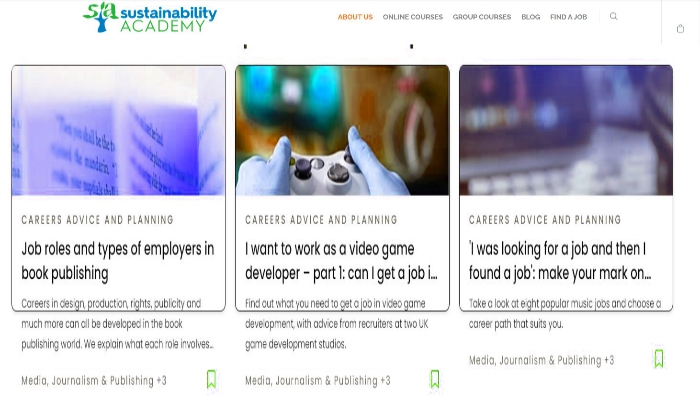 sta sustainability
ACADEMY
ABOUT US ONLINE COURSES GROUP COURSES BLOG FIND A JOB
CAREERS ADVICE AND PLANNING
Job roles and types of employers in
book publishing
Careers in design, production, rights, publicity and
much more can all be developed in the book
publishing world. We explain what each role involves...
Media, Journalism & Publishing +3
CAREERS ADVICE AND PLANNING
I want to work as a video game
developer – part 1: can I get a job i...
Find out what you need to get a job in video game
development, with advice from recruiters at two UK
game development studios.
Media, Journalism & Publishing +3
CAREERS ADVICE AND PLANNING
'I was looking for a job and then I
found a job': make your mark on...
Take a look at eight popular music jobs and choose a
career path that suits you.
Media, Journalism & Publishing +3